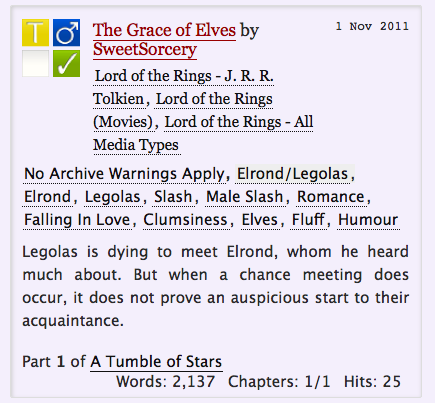 T
The Grace of Elves by
SweetSorcery
1 Nov 2011
Lord of the Rings - J. R. R.
Tolkien, Lord of the Rings
(Movies), Lord of the Rings - All
Media Types
No Archive Warnings Apply, Elrond/Legolas,
Elrond, Legolas, Slash, Male Slash, Romance,
Falling In Love, Clumsiness, Elves, Fluff, Humour
Legolas is dying to meet Elrond, whom he heard
much about. But when a chance meeting does
occur, it does not prove an auspicious start to their
acquaintance.
Part 1 of A Tumble of Stars
Words: 2,137 Chapters: 1/1 Hits: 25